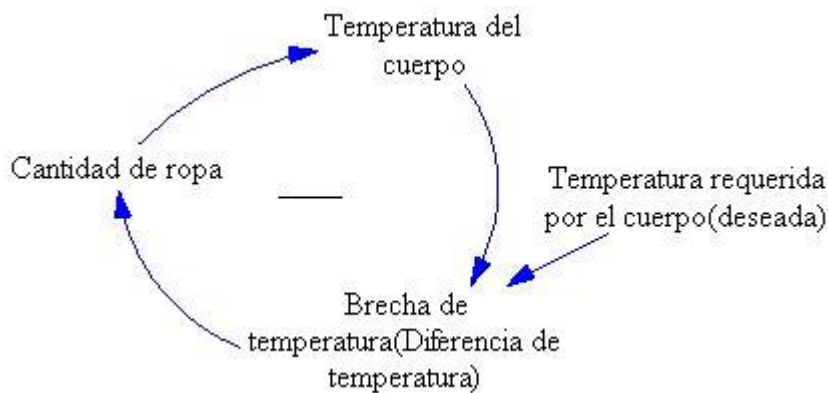 Temperatura del
cuerpo
Cantidad de ropa
Temperatura requerida
por el cuerpo(deseada)
Brecha de
temperatura(Diferencia de
temperatura)